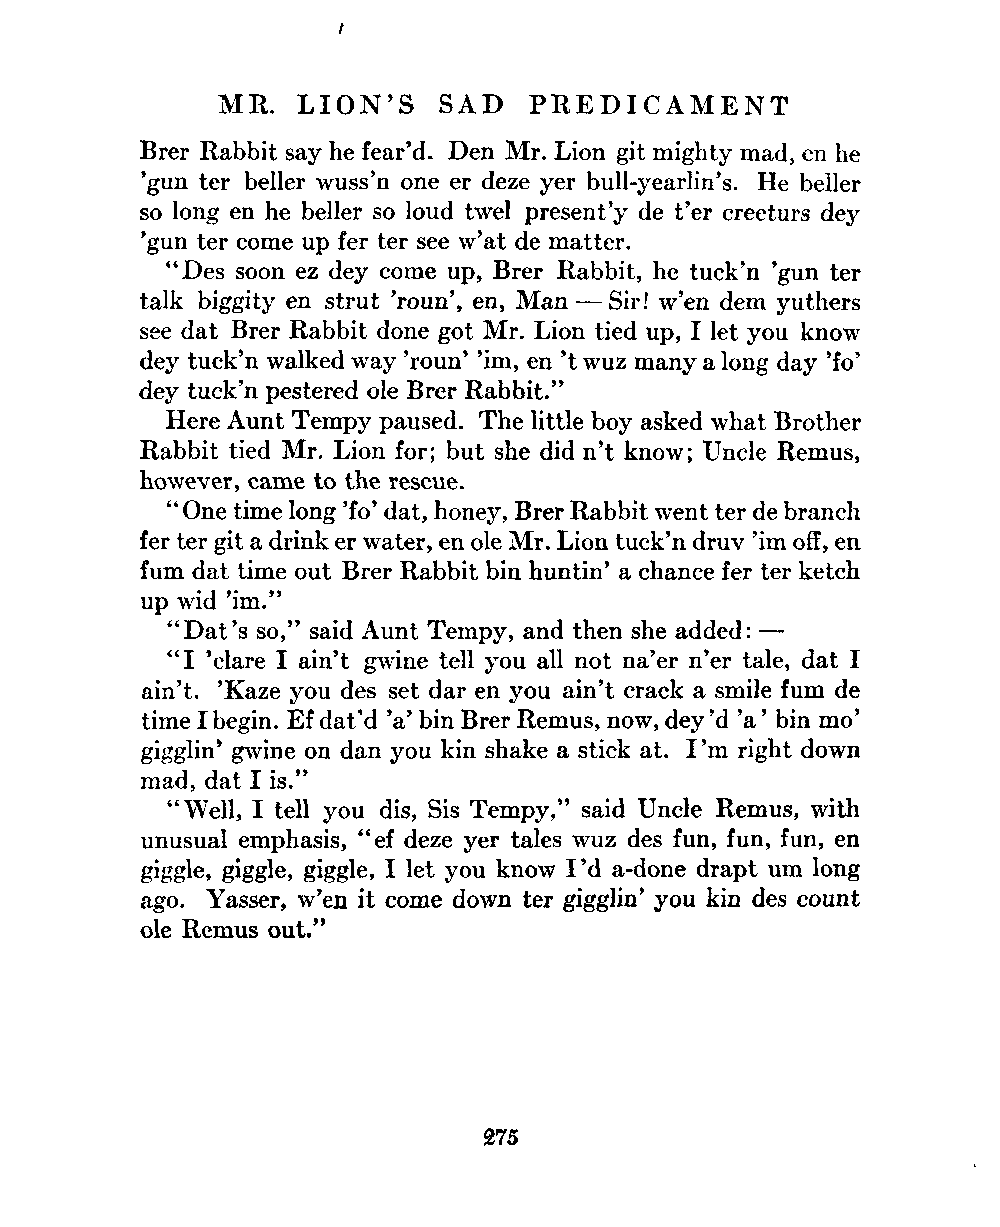 MR. LION'S SAD PREDICAMENT
Brer Rabbit say he fear'd. Den Mr. Lion git mighty mad, en he
'gun ter beller wuss'n one er deze yer bull-yearlin's. He beller
so long en he beller so loud twel present'y de t'er creeturs dey
'gun ter come up fer ter see w'at de matter.
"Des soon ez dey come up, Brer Rabbit, he tuck'n 'gun ter
talk biggity en strut 'roun', en, Man — Sir! w'en dem yuthers
see dat Brer Rabbit done got Mr. Lion tied up, I let you know
dey tuck'n walked way 'roun' 'im, en 't wuz many a long day 'fo'
dey tuck'n pestered ole Brer Rabbit."
Here Aunt Tempy paused. The little boy asked what Brother
Rabbit tied Mr. Lion for; but she did n't know; Uncle Remus,
however, came to the rescue.
"One time long 'fo' dat, honey, Brer Rabbit went ter de branch
fer ter git a drink er water, en ole Mr. Lion tuck'n druv 'im off, en
fum dat time out Brer Rabbit bin huntin' a chance fer ter ketch
up wid 'im."
"Dat's so," said Aunt Tempy, and then she added: —
"I 'clare I ain't gwine tell you all not na'er n'er tale, dat I
ain't. 'Kaze you des set dar en you ain't crack a smile fum de
time I begin. Ef dat'd 'a' bin Brer Remus, now, dey'd 'a' bin mo'
gigglin' gwine on dan you kin shake a stick at. I'm right down
mad, dat I is."
"Well, I tell you dis, Sis Tempy," said Uncle Remus, with
unusual emphasis, "ef deze yer tales wuz des fun, fun, fun, en
giggle, giggle, giggle, I let you know I'd a-done drapt um long
ago. Yasser, w'en it come down ter gigglin' you kin des count
ole Remus out."
275